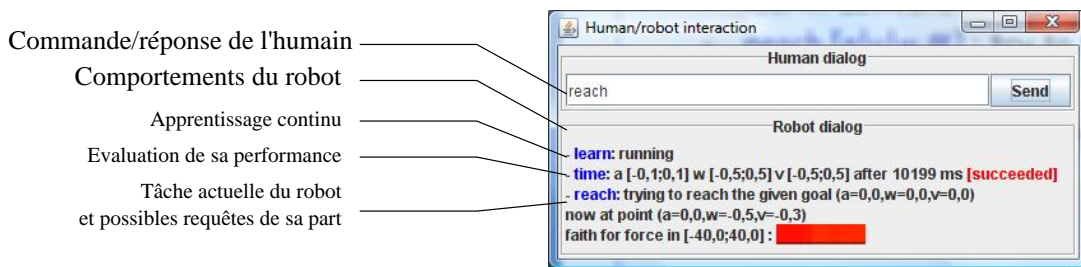 Commande/réponse de l'humain
Comportements du robot
Apprentissage continu
Evaluation de sa performance
Tâche actuelle du robot
et possibles requêtes de sa part
Human/robot interaction
Human dialog
reach
Send
Robot dialog
- learn: running
- time: a [-0,1;0,1] w [-0,5;0,5] v [-0,5;0,5] after 10199 ms [succeeded]
- reach: trying to reach the given goal (a=0,0,w=0,0,v=0,0)
now at point (a=0,0,w=-0,5,v=-0,3)
faith for force in [-40,0;40,0] :